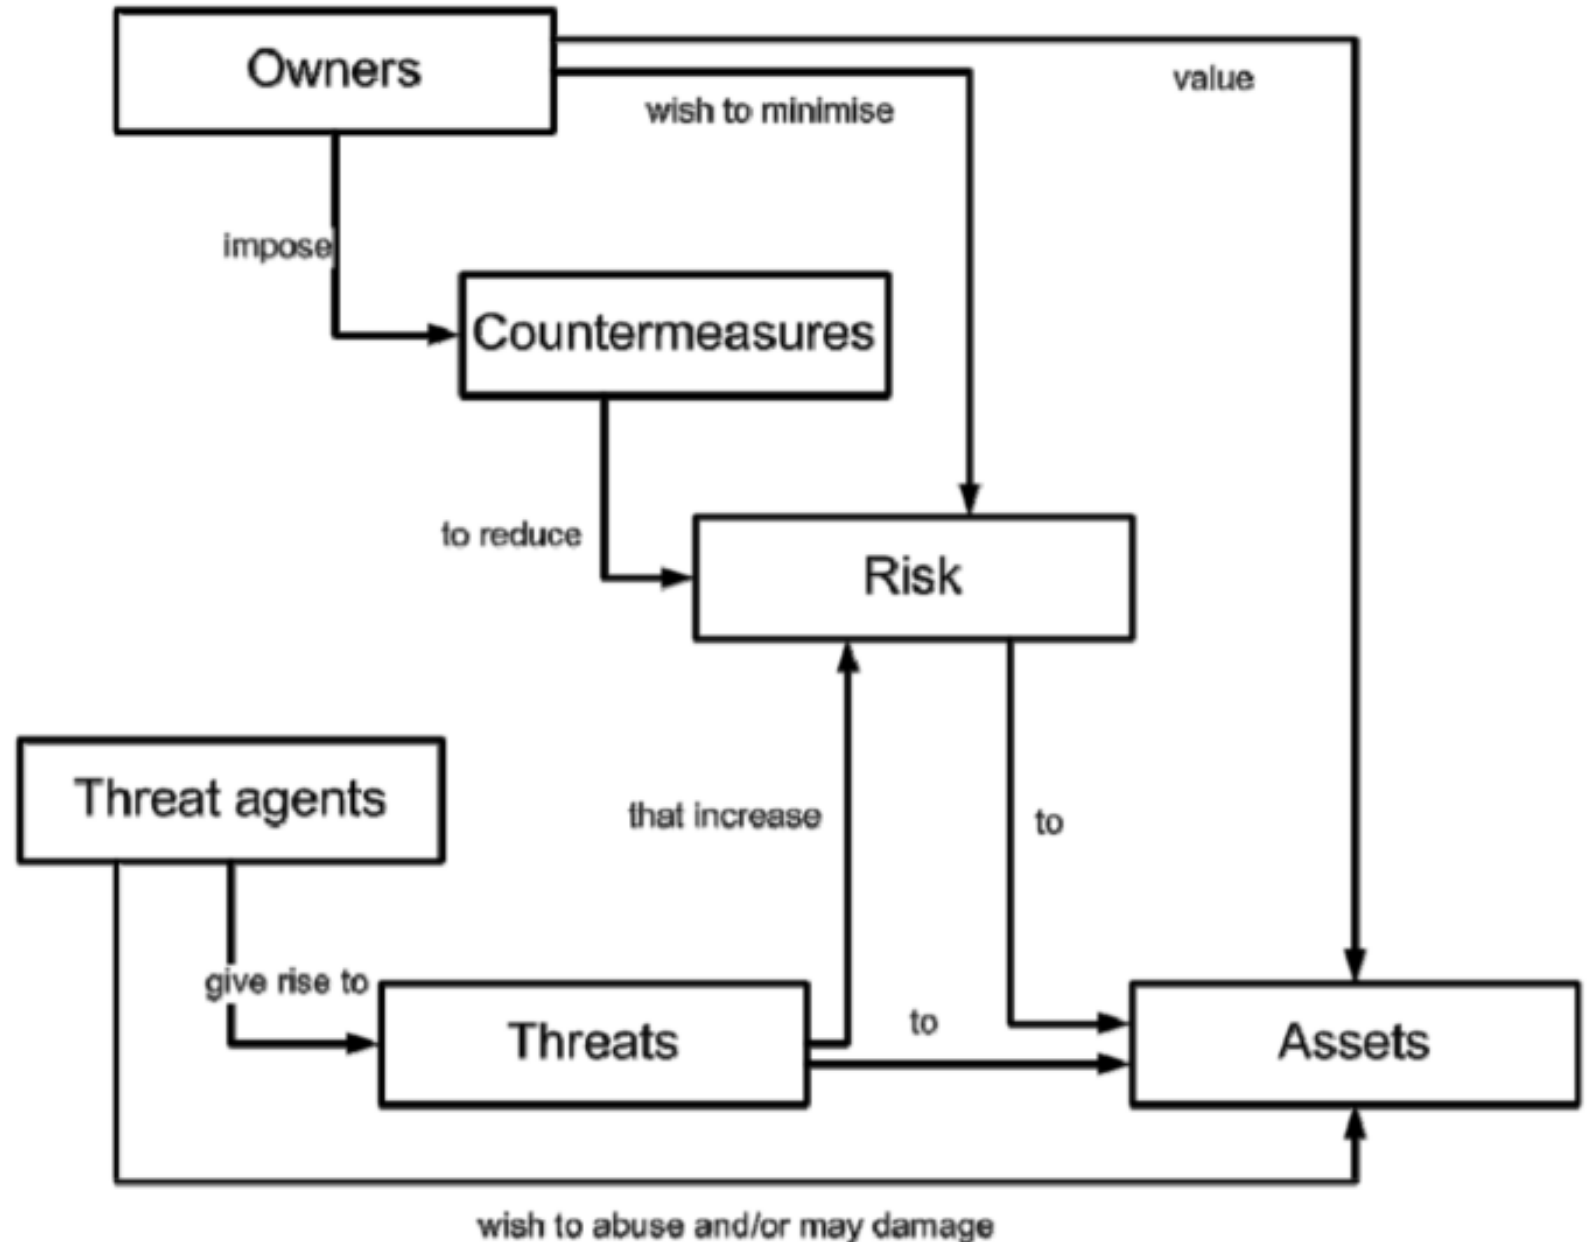 Owners
value
wish to minimise
impose
Countermeasures
to reduce
Risk
Threat agents
that increase
to
give rise to
Threats
to
Assets
wish to abuse and/or may damage